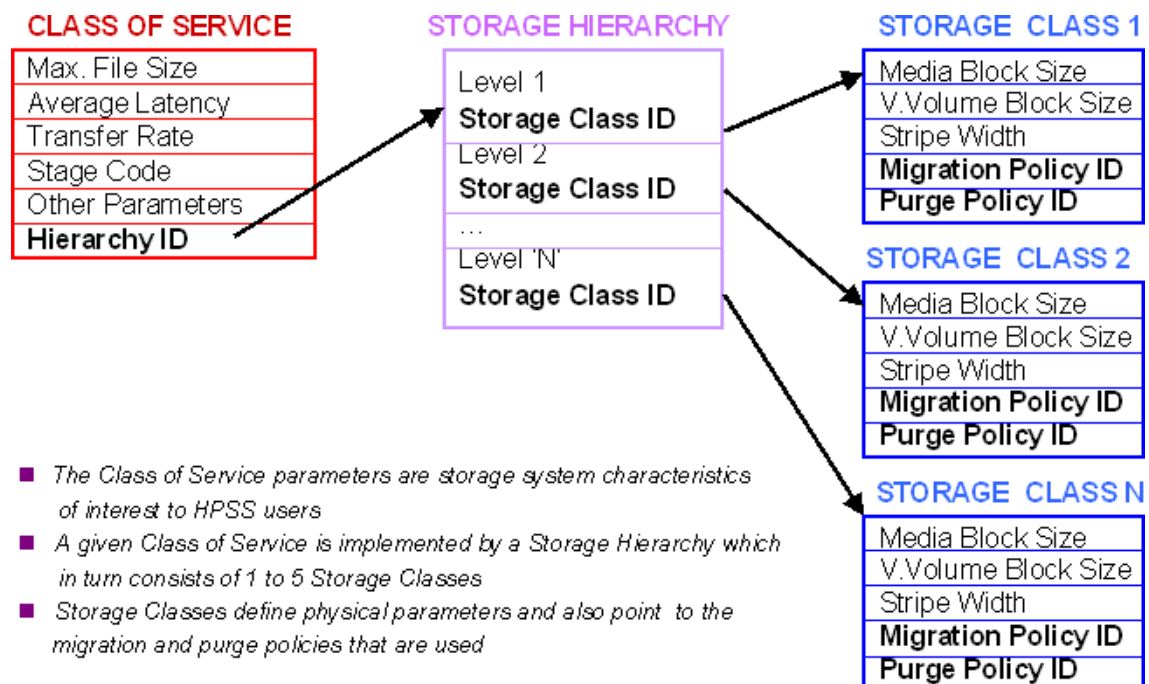 CLASS OF SERVICE
Max. File Size
Average Latency
Transfer Rate
Stage Code
Other Parameters
Hierarchy ID
STORAGE HIERARCHY
Level 1
Storage Class ID
Level 2
Storage Class ID
...
Level 'N'
Storage Class ID
STORAGE CLASS 1
Media Block Size
V.Volume Block Size
Stripe Width
Migration Policy ID
Purge Policy ID
STORAGE CLASS 2
Media Block Size
V.Volume Block Size
Stripe Width
Migration Policy ID
Purge Policy ID
STORAGE CLASS N
Media Block Size
V.Volume Block Size
Stripe Width
Migration Policy ID
Purge Policy ID
■ The Class of Service parameters are storage system characteristics
of interest to HPSS users
■ A given Class of Service is implemented by a Storage Hierarchy which
in turn consists of 1 to 5 Storage Classes
■ Storage Classes define physical parameters and also point to the
migration and purge policies that are used